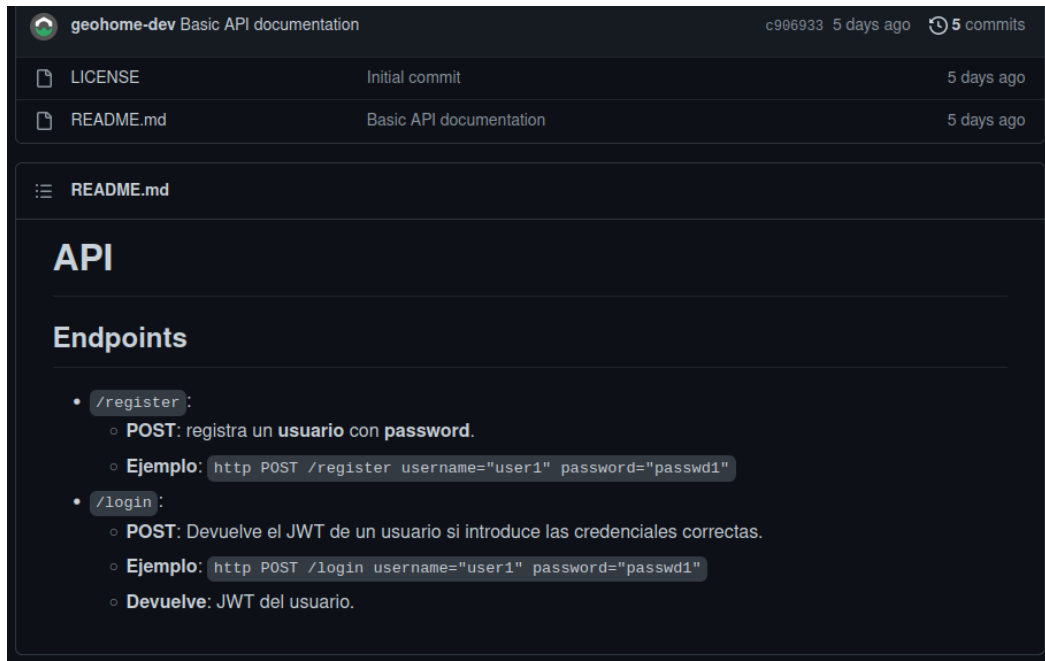 geohome-dev Basic API documentation c906933 5 days ago 5 commits
LICENSE Initial commit 5 days ago
README.md Basic API documentation 5 days ago
README.md
API
Endpoints
/register:
POST: registra un usuario con password.
Ejemplo: http POST /register username="user1" password="passwd1"
/login:
POST: Devuelve el JWT de un usuario si introduce las credenciales correctas.
Ejemplo: http POST /login username="user1" password="passwd1"
Devuelve: JWT del usuario.